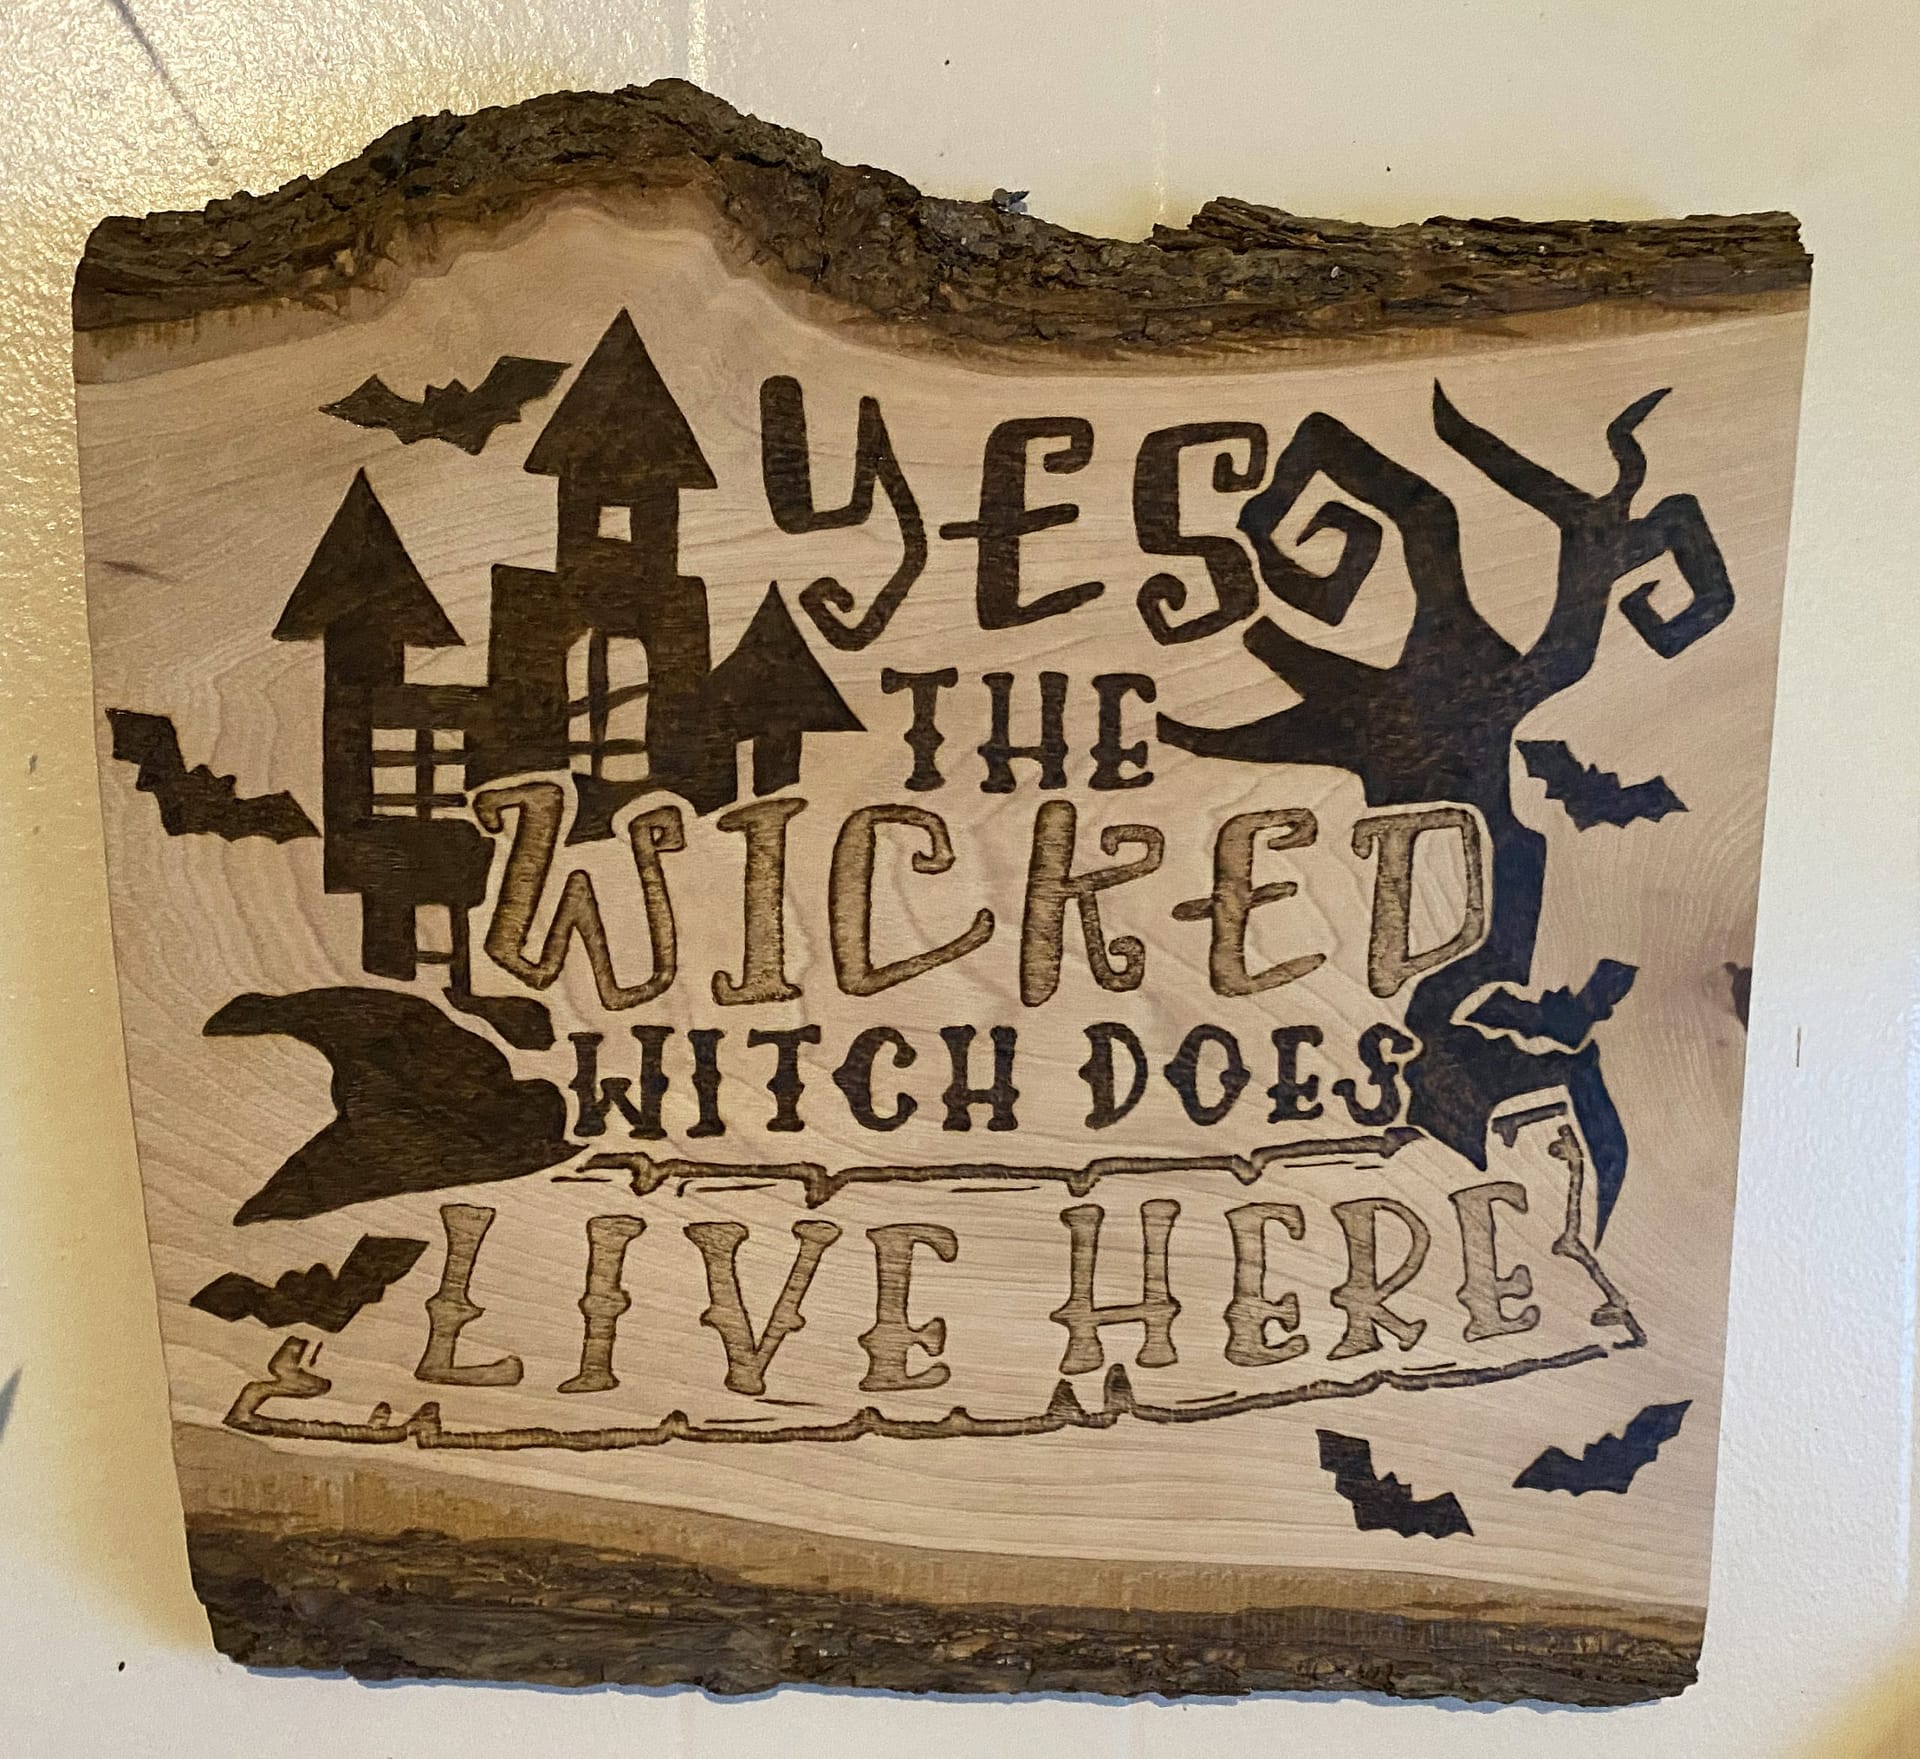 YES
THE
WICKED
WITCH DOES
LIVE HERE